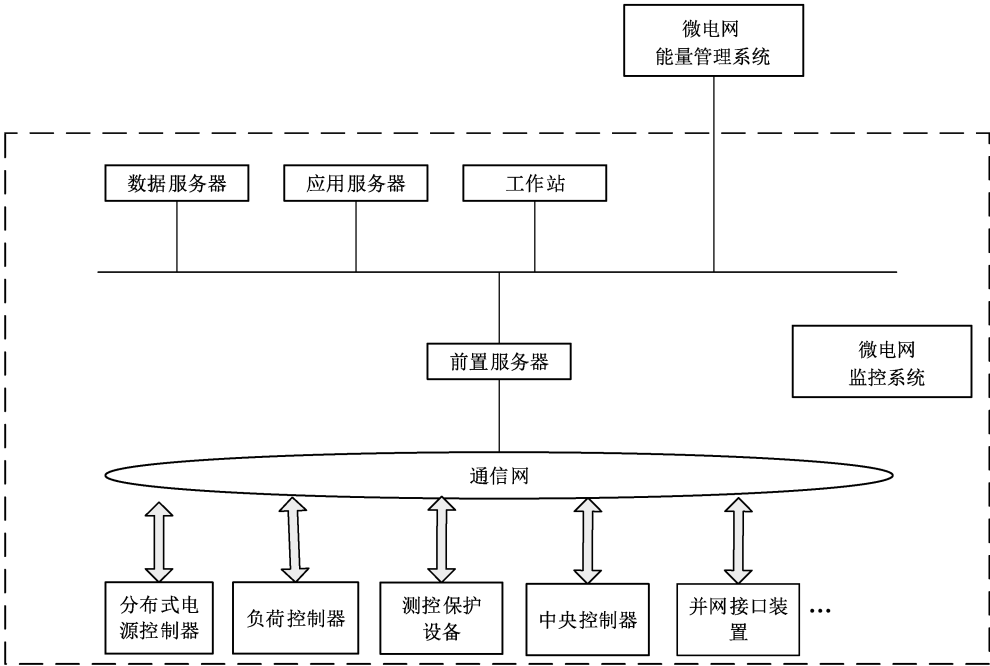 微电网
能量管理系统
数据服务器
应用服务器
工作站
前置服务器
微电网
监控系统
通信网
分布式电
源控制器
负荷控制器
测控保护
设备
中央控制器
并网接口装
置
...